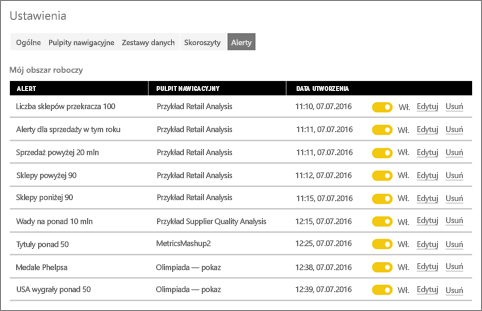 Ustawienia
Ogólne Pulpity nawigacyjne Zestawy danych Skoroszyty Alerty
Mój obszar roboczy
ALERT PULPIT NAWIGACYJNY DATA UTWORZENIA
Liczba sklepów przekracza 100 Przykład Retail Analysis 11:10, 07.07.2016 Wł. Edytuj Usuń
Alerty dla sprzedaży w tym roku Przykład Retail Analysis 11:11, 07.07.2016 Wł. Edytuj Usuń
Sprzedaż powyżej 20 mln Przykład Retail Analysis 11:11, 07.07.2016 Wł. Edytuj Usuń
Sklepy powyżej 90 Przykład Retail Analysis 11:12, 07.07.2016 Wł. Edytuj Usuń
Sklepy poniżej 90 Przykład Retail Analysis 11:15, 07.07.2016 Wł. Edytuj Usuń
Wady na ponad 10 mln Przykład Supplier Quality Analysis 12:15, 07.07.2016 Wł. Edytuj Usuń
Tytuły ponad 50 MetricsMashup2 12:25, 07.07.2016 Wł. Edytuj Usuń
Medale Phelpsa Olimpiada — pokaz 12:38, 07.07.2016 Wł. Edytuj Usuń
USA wygrały ponad 50 Olimpiada — pokaz 12:39, 07.07.2016 Wł. Edytuj Usuń